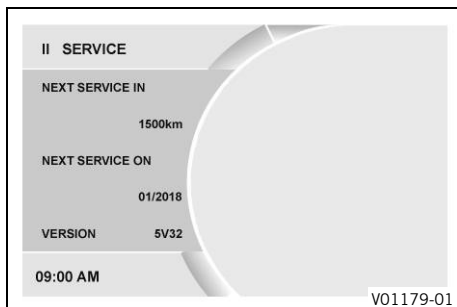 II SERVICE
NEXT SERVICE IN
1500km
NEXT SERVICE ON
01/2018
VERSION 5V32
09:00 AM
V01179-01